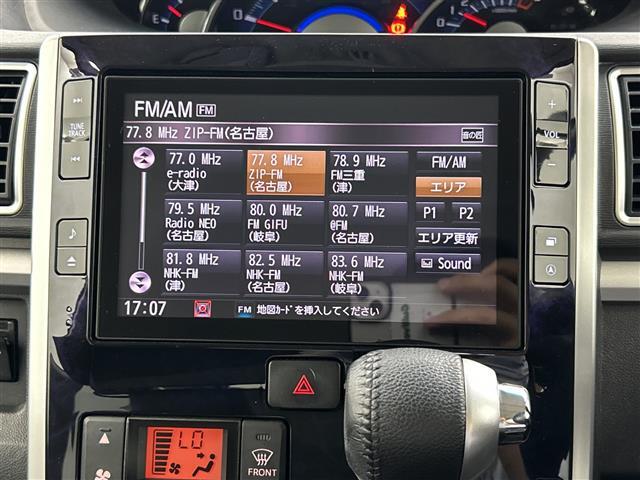 E F 0
FM/AM FM
77.8 MHz ZIP-FM(名古屋) 音の匠
77.0 MHz
e-radio
(大津)
77.8 MHz
ZIP-FM
(名古屋)
78.9 MHz
FM三重
(津)
FM/AM
エリア
79.5 MHz
Radio NEO
(名古屋)
80.0 MHz
FM GIFU
(岐阜)
80.7 MHz
@FM
(名古屋)
P1 P2
エリア更新
81.8 MHz
NHK-FM
(津)
82.5 MHz
NHK-FM
(名古屋)
83.6 MHz
NHK-FM
(岐阜)
Sound
17:07 FM 地図カードを挿入してください
TUNE
TRACK
VOL
A
LO
FRONT